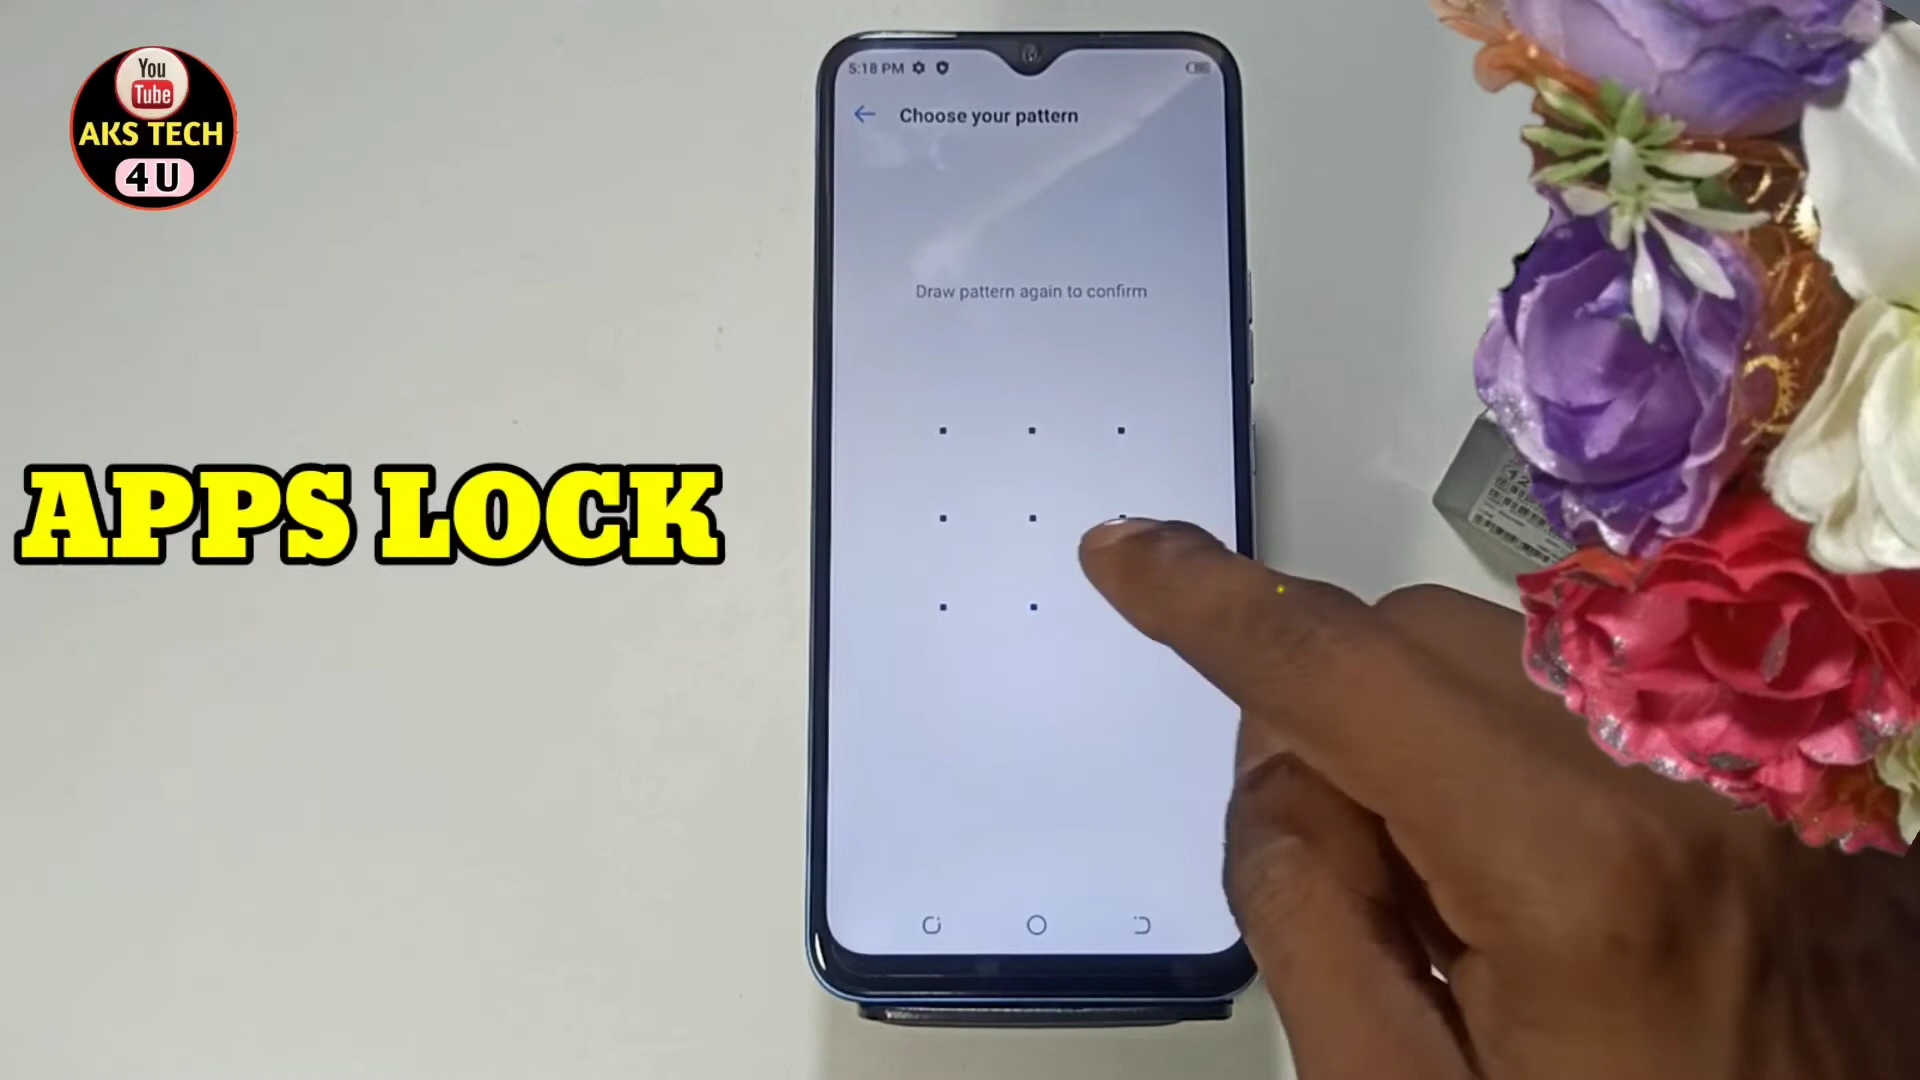 You
Tube
AKS TECH
4U
5:18 PM
Choose your pattern
Draw pattern again to confirm
APPS LOCK